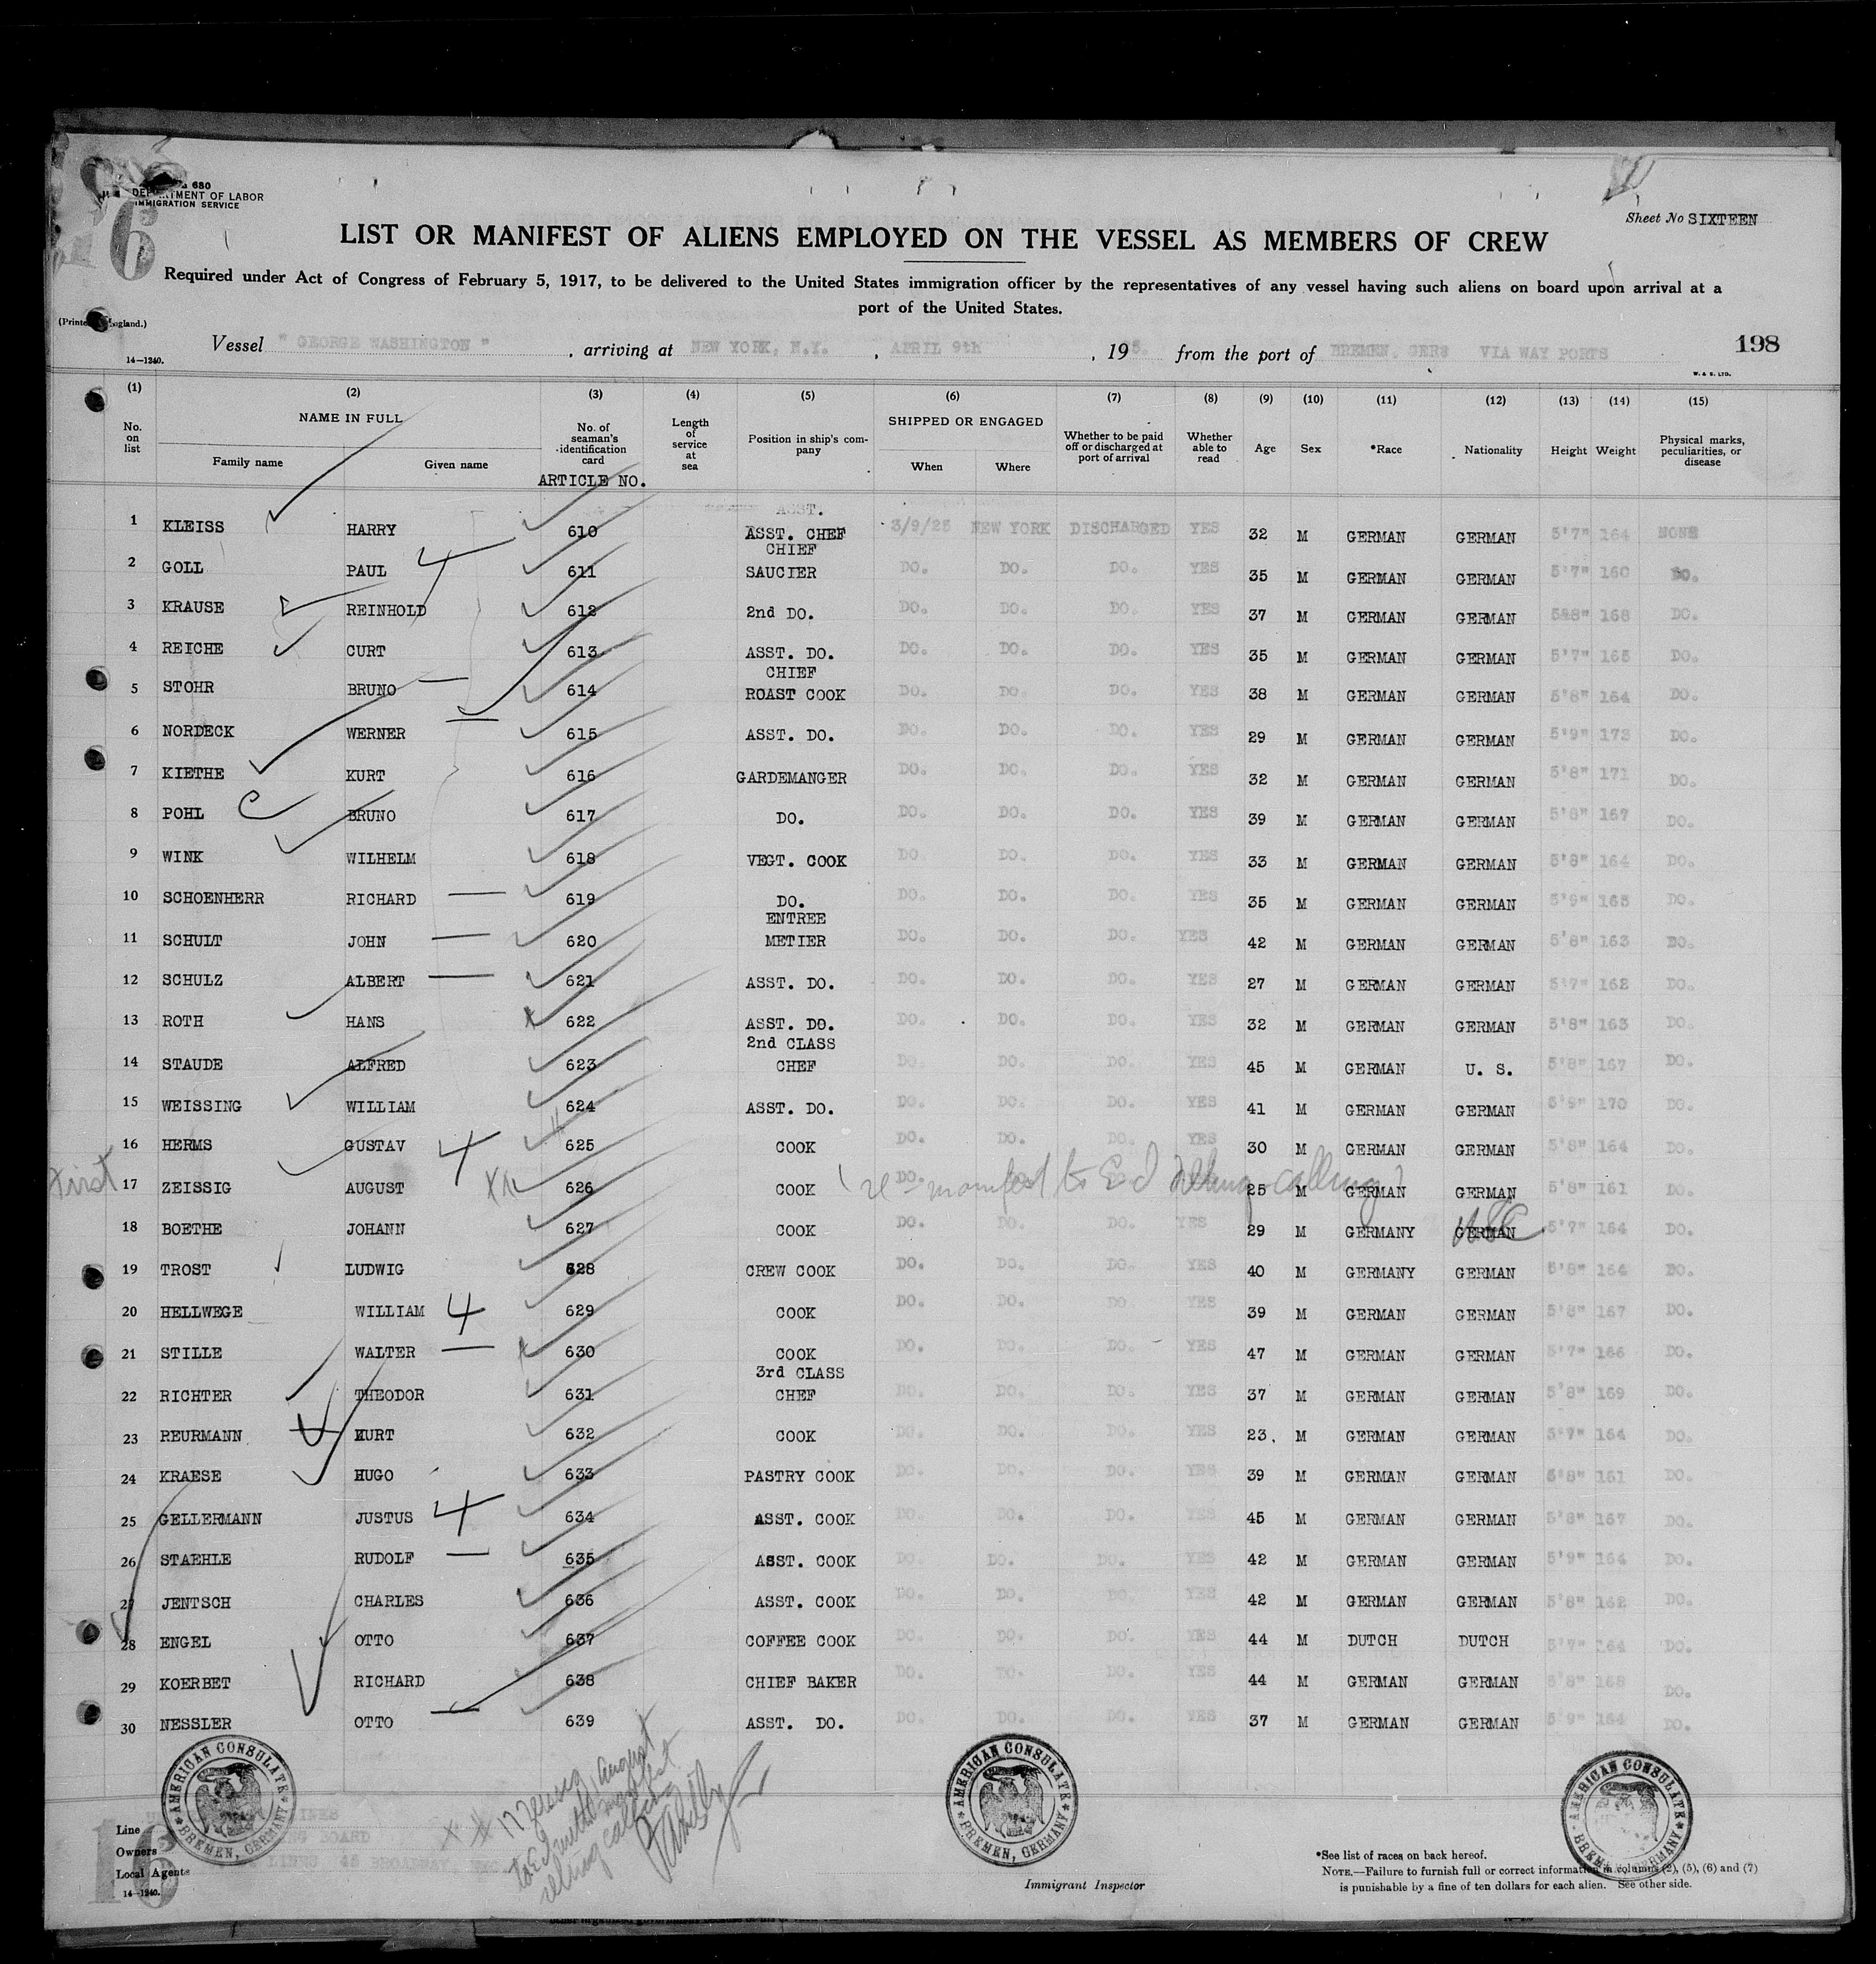 680
DEPARTMENT OF LABOR
IMMIGRATION SERVICE
Sheet No SIXTEEN
LIST OR MANIFEST OF ALIENS EMPLOYED ON THE VESSEL AS MEMBERS OF CREW
Required under Act of Congress of February 5, 1917, to be delivered to the United States immigration officer by the representatives of any vessel having such aliens on board upon arrival at a
port of the United States.
Vessel " GEORGE WASHINGTON " , arriving at NEW YORK, N.Y. , APRIL 9th , 19 from the port of BREMEN, GERS VIA WAY PORTS 198
14—1240. W. & S. LTD.
(1) (2) (3) (4) (5) (6) (7) (8) (9) (10) (11) (12) (13) (14) (15)
No. on list NAME IN FULL Family name Given name No. of seaman's identification card Length of service at sea Position in ship's company SHIPPED OR ENGAGED When Where Whether to be paid off or discharged at port of arrival Whether able to read Age Sex *Race Nationality Height Weight Physical marks, peculiarities, or disease
ARTICLE NO.
ASST.
1 KLEISS HARRY 610 ASST. CHEF 3/9/25 NEW YORK DISCHARGED YES 32 M GERMAN GERMAN 5'7" 164 NONE
CHIEF
2 GOLL PAUL 4 611 SAUCIER DO. DO. DO. YES 35 M GERMAN GERMAN 5'7" 160 DO.
3 KRAUSE REINHOLD 612 2nd DO. DO. DO. DO. YES 37 M GERMAN GERMAN 5'8" 168 DO.
4 REICHE CURT 613 ASST. DO. DO. DO. DO. YES 35 M GERMAN GERMAN 5'7" 165 DO.
CHIEF
5 STOHR BRUNO 614 ROAST COOK DO. DO. DO. YES 38 M GERMAN GERMAN 5'8" 164 DO.
6 NORDECK WERNER 615 ASST. DO. DO. DO. DO. YES 29 M GERMAN GERMAN 5'9" 173 DO.
7 KIETHE KURT 616 GARDEMANGER DO. DO. DO. YES 32 M GERMAN GERMAN 5'8" 171 DO.
8 POHL C BRUNO 617 DO. DO. DO. DO. YES 39 M GERMAN GERMAN 5'8" 167 DO.
9 WINK WILHELM 618 VEGT. COOK DO DO. DO. YES 33 M GERMAN GERMAN 5'8" 164 DO.
10 SCHOENHERR RICHARD 619 DO. DO. DO. DO. YES 35 M GERMAN GERMAN 5'9" 165 DO.
ENTREE
11 SCHULT JOHN 620 METIER DO. DO. DO. YES 42 M GERMAN GERMAN 5'8" 163 DO.
12 SCHULZ ALBERT 621 ASST. DO. DO. DO. DO. YES 27 M GERMAN GERMAN 5'7" 162 DO.
13 ROTH HANS 622 ASST. DO. DO. DO. DO. YES 32 M GERMAN GERMAN 5'8" 163 DO.
2nd CLASS
14 STAUDE ALFRED 623 CHEF DO. DO. DO. YES 45 M GERMAN U. S. 5'8" 167 DO.
15 WEISSING WILLIAM 624 ASST. DO. DO. DO. DO. YES 41 M GERMAN GERMAN 5'9" 170 DO.
16 HERMS GUSTAV 4 625 COOK DO. DO. DO. YES 30 M GERMAN GERMAN 5'8" 164 DO.
First 17 ZEISSIG AUGUST XX 626 COOK DO. re-manifest to Ed relinq calling 25 M GERMAN GERMAN 5'8" 161 DO.
18 BOETHE JOHANN 627 COOK DO. DO. DO. YES 29 M GERMANY GERMAN USC 5'7" 164 DO.
19 TROST LUDWIG 628 CREW COOK DO. DO. DO. YES 40 M GERMANY GERMAN 5'8" 164 DO.
20 HELLWEGE WILLIAM 4 629 COOK DO. DO. DO YES 39 M GERMAN GERMAN 5'8" 167 DO.
21 STILLE WALTER 630 COOK DO. DO. DO. YES 47 M GERMAN GERMAN 5'7" 166 DO.
3rd CLASS
22 RICHTER THEODOR 631 CHEF DO. DO. DO. YES 37 M GERMAN GERMAN 5'8" 169 DO.
23 REURMANN KURT 632 COOK DO. DO. DO. YES 23. M GERMAN GERMAN 5'7" 164 DO.
24 KRAESE HUGO 633 PASTRY COOK DO. DO. DO. YES 39 M GERMAN GERMAN 5'8" 161 DO.
25 GELLERMANN JUSTUS 4 634 ASST. COOK DO. DO. DO. YES 45 M GERMAN GERMAN 5'8" 167 DO.
26 STAEHLE RUDOLF 635 ASST. COOK DO. DO. DO. YES 42 M GERMAN GERMAN 5'9" 164 DO.
27 JENTSCH CHARLES 636 ASST. COOK DO. DO. DO YES 42 M GERMAN GERMAN 5'8" 162 DO.
28 ENGEL OTTO 637 COFFEE COOK DO. DO. DO. YES 44 M DUTCH DUTCH 5'7" 164 DO.
29 KOERBET RICHARD 638 CHIEF BAKER DO. DO. DO. YES 44 M GERMAN GERMAN 5'8" 168 DO.
30 NESSLER OTTO 639 ASST. DO. DO. DO. DO. YES 37 M GERMAN GERMAN 5'9" 164 DO.
AMERICAN CONSULATE BREMEN, GERMANY
AMERICAN CONSULATE BREMEN, GERMANY
AMERICAN CONSULATE BREMEN, GERMANY
16
Line LINES
Owners BOARD
Local Agents LINES 45 BROADWAY,
14—1240.
Immigrant Inspector
*See list of races on back hereof.
NOTE.—Failure to furnish full or correct information in columns (2), (5), (6) and (7)
is punishable by a fine of ten dollars for each alien. See other side.